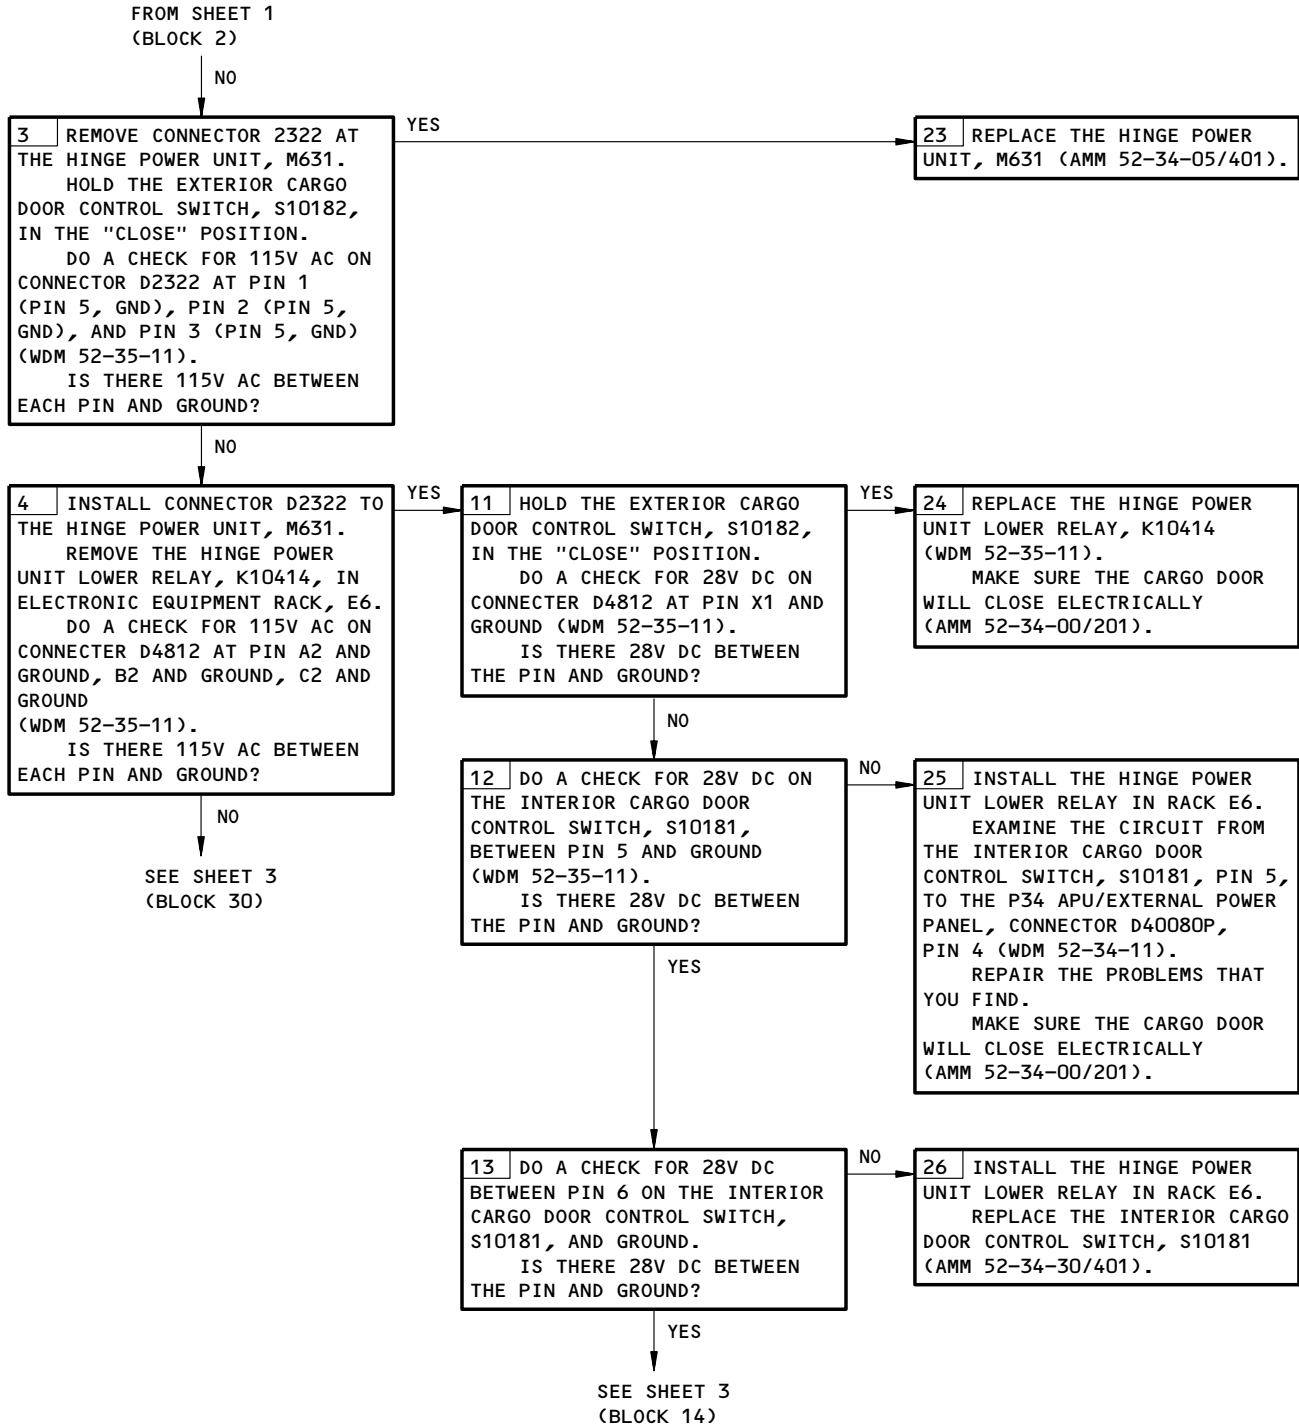 FROM SHEET 1
(BLOCK 2)
NO
3 REMOVE CONNECTOR 2322 AT
THE HINGE POWER UNIT, M631.
HOLD THE EXTERIOR CARGO
DOOR CONTROL SWITCH, S10182,
IN THE "CLOSE" POSITION.
DO A CHECK FOR 115V AC ON
CONNECTOR D2322 AT PIN 1
(PIN 5, GND), PIN 2 (PIN 5,
GND), AND PIN 3 (PIN 5, GND)
(WDM 52-35-11).
IS THERE 115V AC BETWEEN
EACH PIN AND GROUND?
YES
23 REPLACE THE HINGE POWER
UNIT, M631 (AMM 52-34-05/401).
NO
4 INSTALL CONNECTOR D2322 TO
THE HINGE POWER UNIT, M631.
REMOVE THE HINGE POWER
UNIT LOWER RELAY, K10414, IN
ELECTRONIC EQUIPMENT RACK, E6.
DO A CHECK FOR 115V AC ON
CONNECTER D4812 AT PIN A2 AND
GROUND, B2 AND GROUND, C2 AND
GROUND
(WDM 52-35-11).
IS THERE 115V AC BETWEEN
EACH PIN AND GROUND?
NO
SEE SHEET 3
(BLOCK 30)
YES
11 HOLD THE EXTERIOR CARGO
DOOR CONTROL SWITCH, S10182,
IN THE "CLOSE" POSITION.
DO A CHECK FOR 28V DC ON
CONNECTER D4812 AT PIN X1 AND
GROUND (WDM 52-35-11).
IS THERE 28V DC BETWEEN
THE PIN AND GROUND?
YES
24 REPLACE THE HINGE POWER
UNIT LOWER RELAY, K10414
(WDM 52-35-11).
MAKE SURE THE CARGO DOOR
WILL CLOSE ELECTRICALLY
(AMM 52-34-00/201).
NO
12 DO A CHECK FOR 28V DC ON
THE INTERIOR CARGO DOOR
CONTROL SWITCH, S10181,
BETWEEN PIN 5 AND GROUND
(WDM 52-35-11).
IS THERE 28V DC BETWEEN
THE PIN AND GROUND?
NO
25 INSTALL THE HINGE POWER
UNIT LOWER RELAY IN RACK E6.
EXAMINE THE CIRCUIT FROM
THE INTERIOR CARGO DOOR
CONTROL SWITCH, S10181, PIN 5,
TO THE P34 APU/EXTERNAL POWER
PANEL, CONNECTOR D40080P,
PIN 4 (WDM 52-34-11).
REPAIR THE PROBLEMS THAT
YOU FIND.
MAKE SURE THE CARGO DOOR
WILL CLOSE ELECTRICALLY
(AMM 52-34-00/201).
YES
13 DO A CHECK FOR 28V DC
BETWEEN PIN 6 ON THE INTERIOR
CARGO DOOR CONTROL SWITCH,
S10181, AND GROUND.
IS THERE 28V DC BETWEEN
THE PIN AND GROUND?
NO
26 INSTALL THE HINGE POWER
UNIT LOWER RELAY IN RACK E6.
REPLACE THE INTERIOR CARGO
DOOR CONTROL SWITCH, S10181
(AMM 52-34-30/401).
YES
SEE SHEET 3
(BLOCK 14)